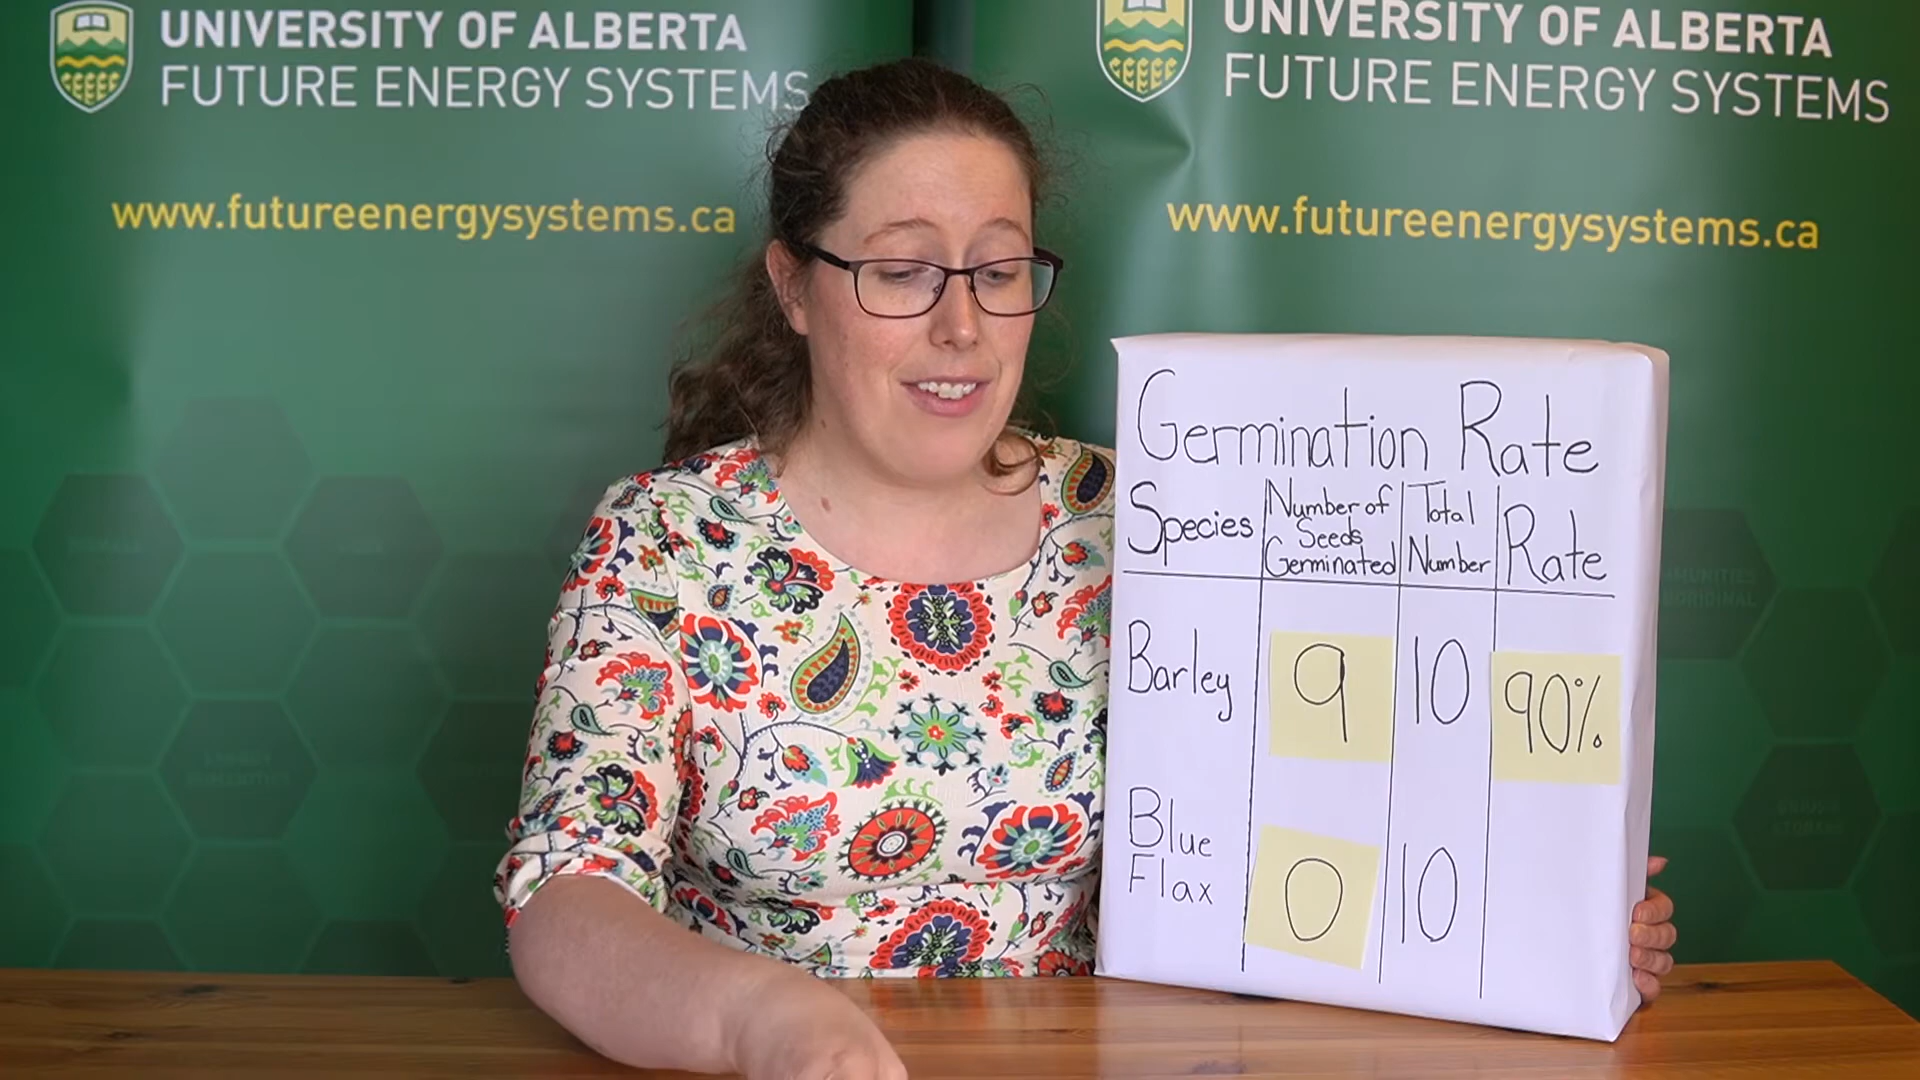 UNIVERSITY OF ALBERTA
FUTURE ENERGY SYSTEMS
www.futureenergysystems.ca
UNIVERSITY OF ALBERTA
FUTURE ENERGY SYSTEMS
www.futureenergysystems.ca
Germination Rate
Species
Number of
Seeds
Germinated
Total
Number
Rate
Barley
9
10
90%
Blue
Flax
0
10